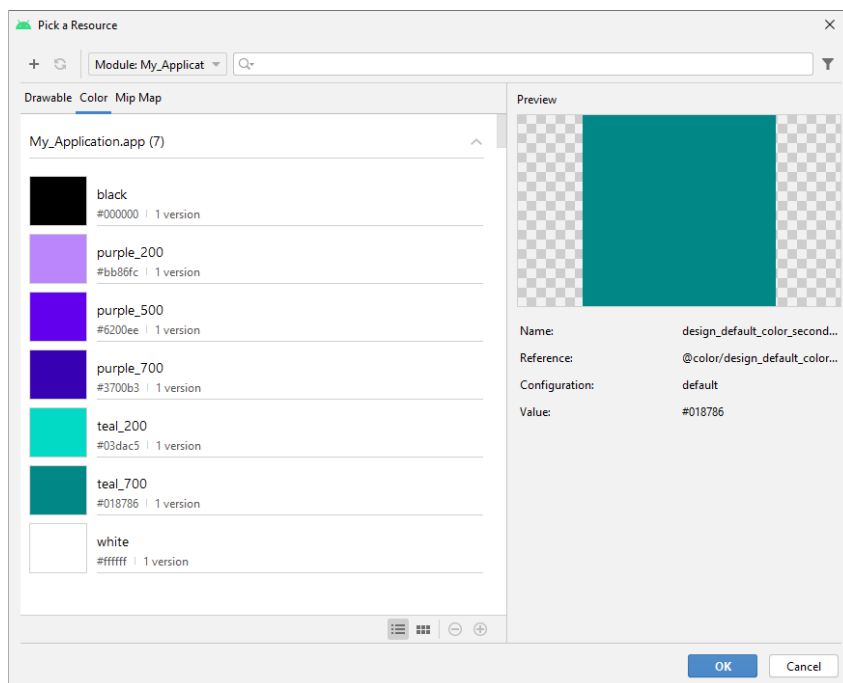 Pick a Resource
Module: My_Applicat
Drawable Color Mip Map
My_Application.app (7)
black
#000000 | 1 version
purple_200
#bb86fc | 1 version
purple_500
#6200ee | 1 version
purple_700
#3700b3 | 1 version
teal_200
#03dac5 | 1 version
teal_700
#018786 | 1 version
white
#ffffff | 1 version
Preview
Name: design_default_color_second...
Reference: @color/design_default_color...
Configuration: default
Value: #018786
OK Cancel